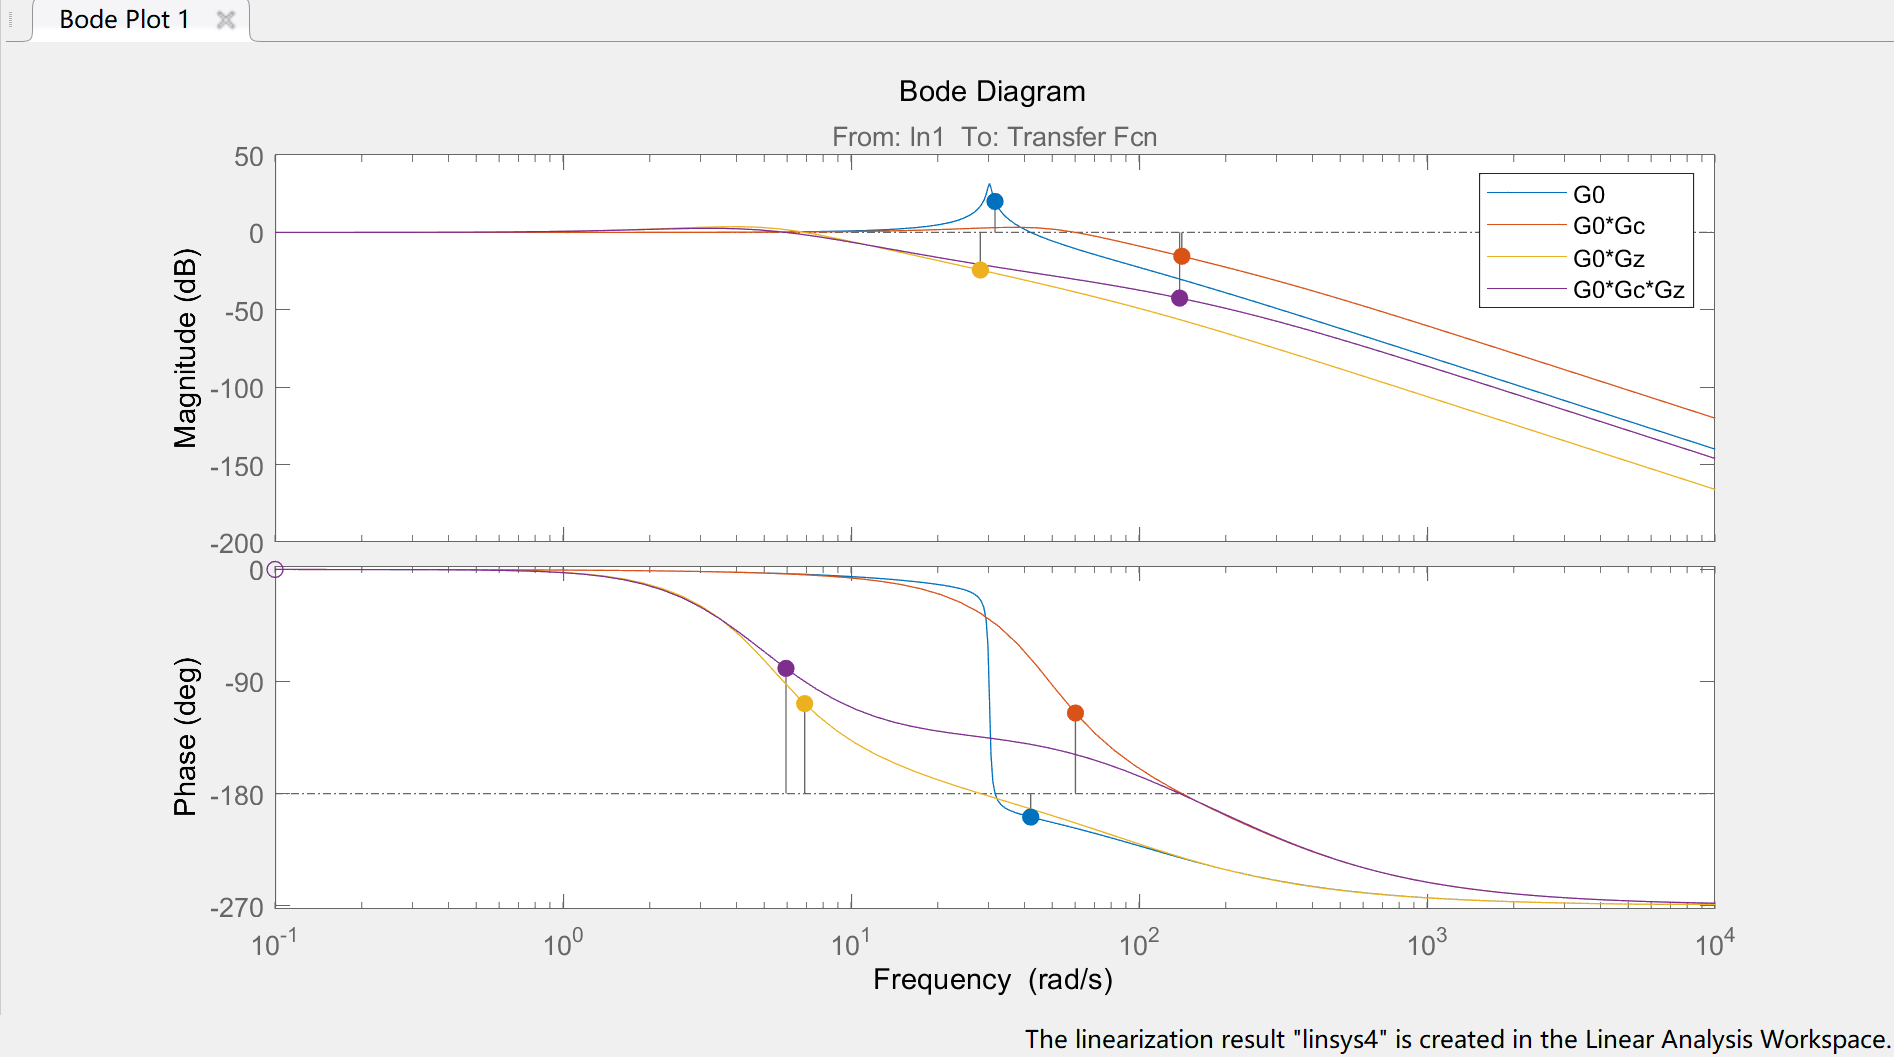 Bode Plot 1
Bode Diagram
From: In1 To: Transfer Fcn
50
0
-50
-100
-150
-200
Magnitude (dB)
G0
G0*Gc
G0*Gz
G0*Gc*Gz
0
-90
-180
-270
Phase (deg)
10^-1 10^0 10^1 10^2 10^3 10^4
Frequency (rad/s)
The linearization result "linsys4" is created in the Linear Analysis Workspace.